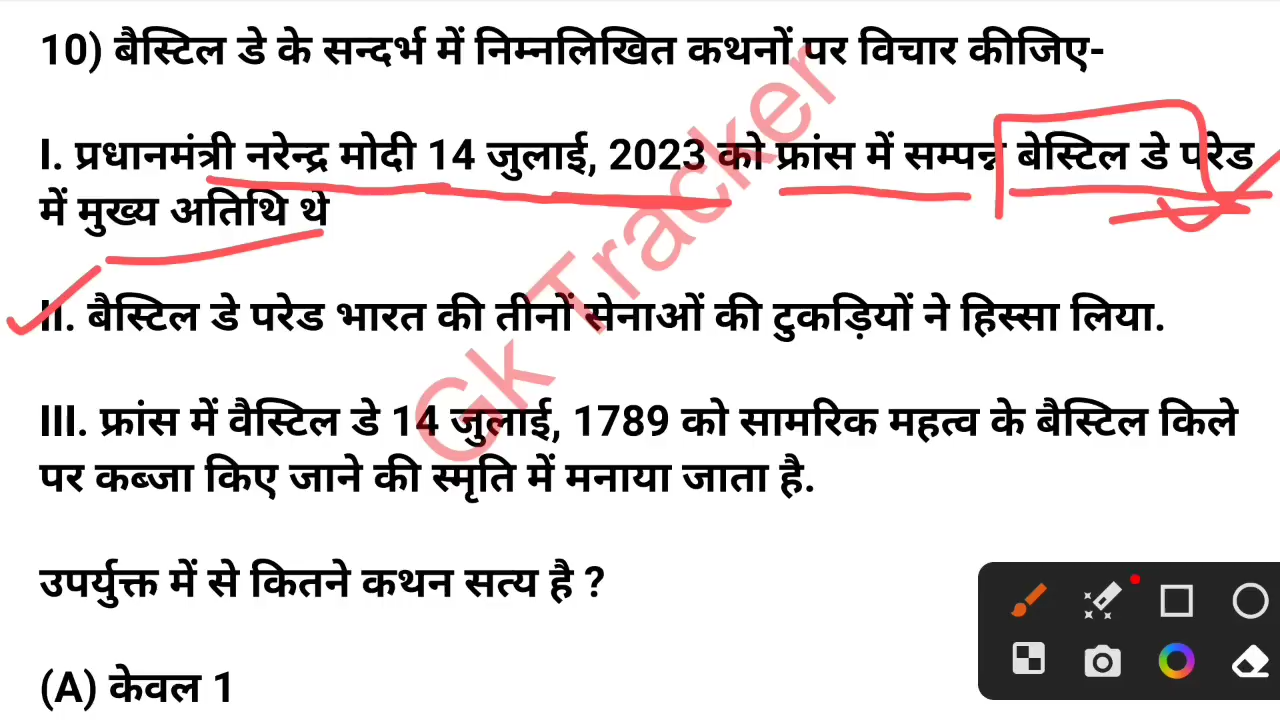 10) बैस्टिल डे के सन्दर्भ में निम्नलिखित कथनों पर विचार कीजिए-
I. प्रधानमंत्री नरेन्द्र मोदी 14 जुलाई, 2023 को फ्रांस में सम्पन्न बेस्टिल डे परेड
में मुख्य अतिथि थे
II. बैस्टिल डे परेड भारत की तीनों सेनाओं की टुकड़ियों ने हिस्सा लिया.
III. फ्रांस में वैस्टिल डे 14 जुलाई, 1789 को सामरिक महत्व के बैस्टिल किले
पर कब्जा किए जाने की स्मृति में मनाया जाता है.
उपर्युक्त में से कितने कथन सत्य है ?
(A) केवल 1
Gk Tracker